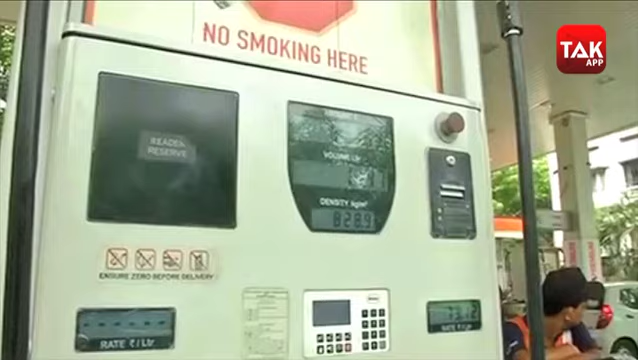 NO SMOKING HERE
TAK
APP
READER
RESERVE
VOLUME Ltr
DENSITY kg/m³
828.9
ENSURE ZERO BEFORE DELIVERY
RATE ₹/Ltr
RATE ₹/Ltr